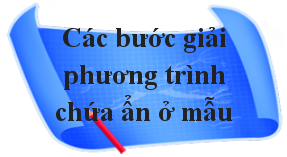 Các bước giải
phương trình
chứa ẩn ở mẫu